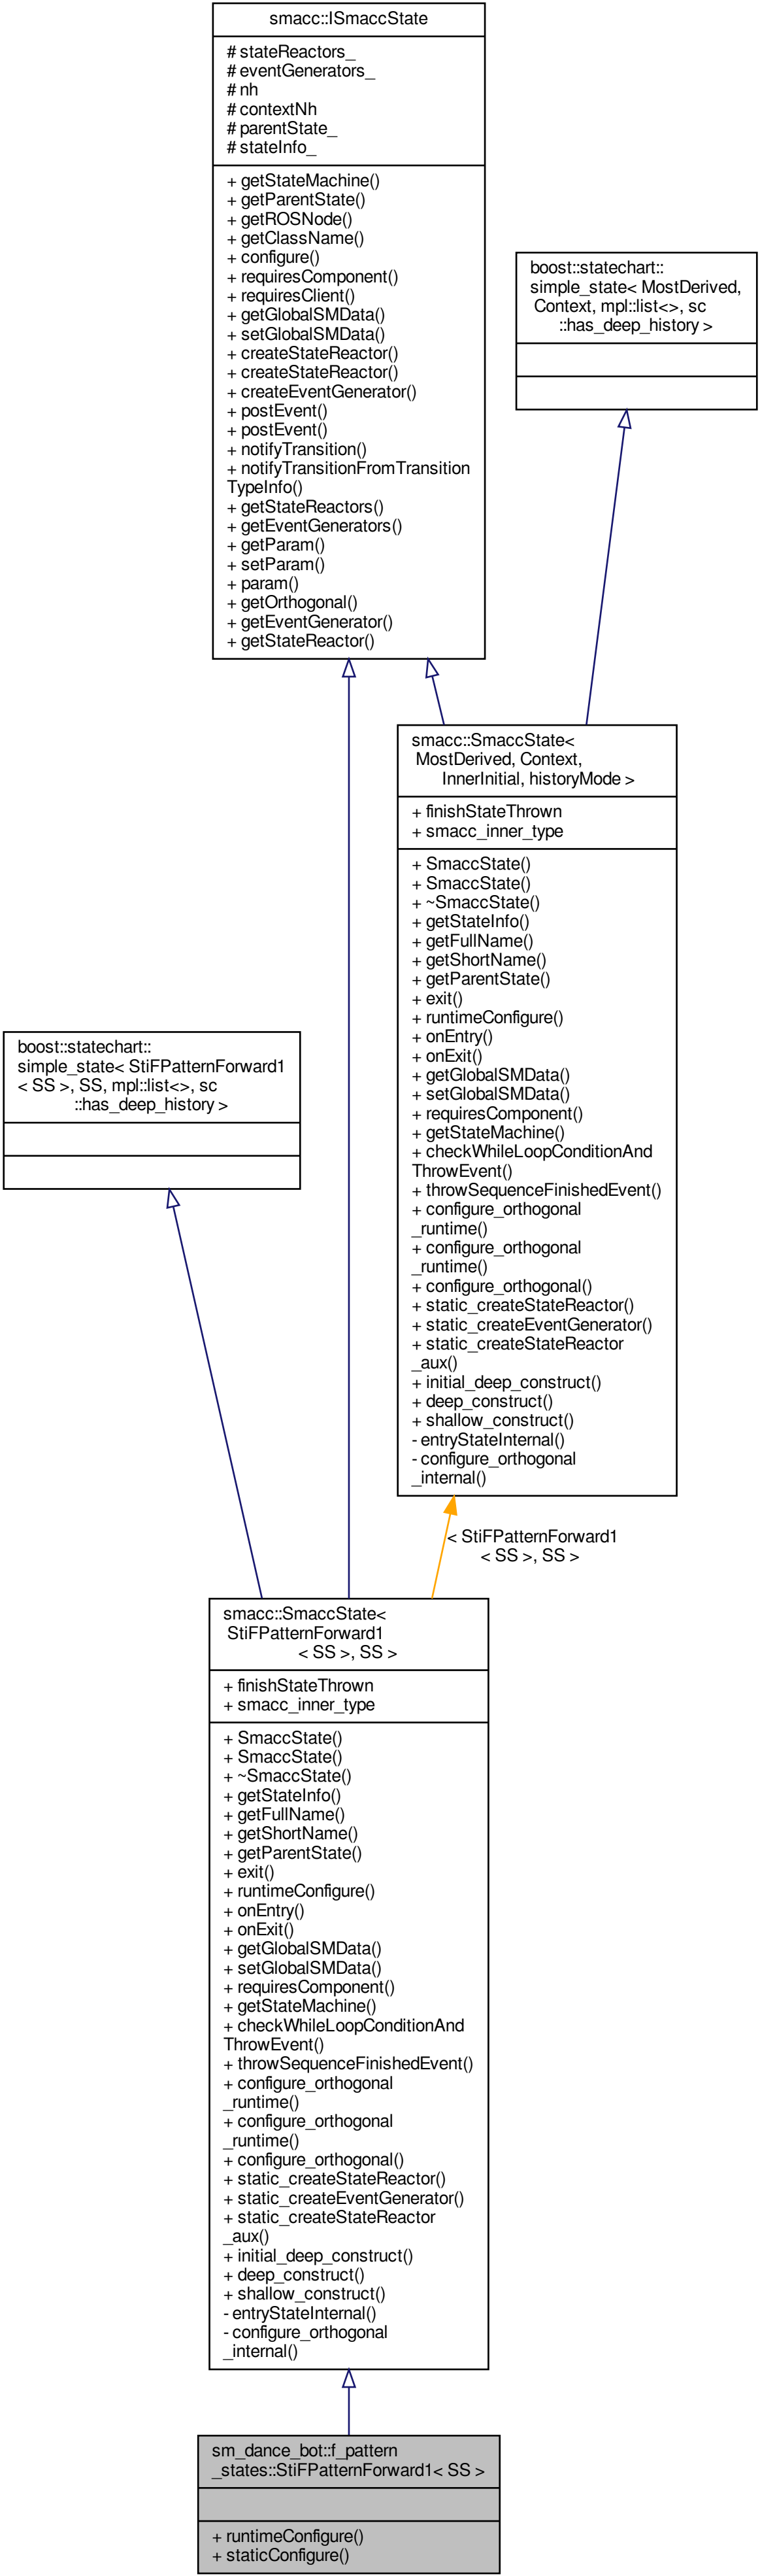 smacc::ISmaccState
# stateReactors_
# eventGenerators_
# nh
# contextNh
# parentState_
# stateInfo_
+ getStateMachine()
+ getParentState()
+ getROSNode()
+ getClassName()
+ configure()
+ requiresComponent()
+ requiresClient()
+ getGlobalSMData()
+ setGlobalSMData()
+ createStateReactor()
+ createStateReactor()
+ createEventGenerator()
+ postEvent()
+ postEvent()
+ notifyTransition()
+ notifyTransitionFromTransition
TypeInfo()
+ getStateReactors()
+ getEventGenerators()
+ getParam()
+ setParam()
+ param()
+ getOrthogonal()
+ getEventGenerator()
+ getStateReactor()
boost::statechart::
simple_state< MostDerived,
Context, mpl::list<>, sc
::has_deep_history >
smacc::SmaccState<
MostDerived, Context,
InnerInitial, historyMode >
+ finishStateThrown
+ smacc_inner_type
+ SmaccState()
+ SmaccState()
+ ~SmaccState()
+ getStateInfo()
+ getFullName()
+ getShortName()
+ getParentState()
+ exit()
+ runtimeConfigure()
+ onEntry()
+ onExit()
+ getGlobalSMData()
+ setGlobalSMData()
+ requiresComponent()
+ getStateMachine()
+ checkWhileLoopConditionAnd
ThrowEvent()
+ throwSequenceFinishedEvent()
+ configure_orthogonal
_runtime()
+ configure_orthogonal
_runtime()
+ configure_orthogonal()
+ static_createStateReactor()
+ static_createEventGenerator()
+ static_createStateReactor
_aux()
+ initial_deep_construct()
+ deep_construct()
+ shallow_construct()
- entryStateInternal()
- configure_orthogonal
_internal()
boost::statechart::
simple_state< StiFPatternForward1
< SS >, SS, mpl::list<>, sc
::has_deep_history >
< StiFPatternForward1
< SS >, SS >
smacc::SmaccState<
StiFPatternForward1
< SS >, SS >
+ finishStateThrown
+ smacc_inner_type
+ SmaccState()
+ SmaccState()
+ ~SmaccState()
+ getStateInfo()
+ getFullName()
+ getShortName()
+ getParentState()
+ exit()
+ runtimeConfigure()
+ onEntry()
+ onExit()
+ getGlobalSMData()
+ setGlobalSMData()
+ requiresComponent()
+ getStateMachine()
+ checkWhileLoopConditionAnd
ThrowEvent()
+ throwSequenceFinishedEvent()
+ configure_orthogonal
_runtime()
+ configure_orthogonal
_runtime()
+ configure_orthogonal()
+ static_createStateReactor()
+ static_createEventGenerator()
+ static_createStateReactor
_aux()
+ initial_deep_construct()
+ deep_construct()
+ shallow_construct()
- entryStateInternal()
- configure_orthogonal
_internal()
sm_dance_bot::f_pattern
_states::StiFPatternForward1< SS >
+ runtimeConfigure()
+ staticConfigure()